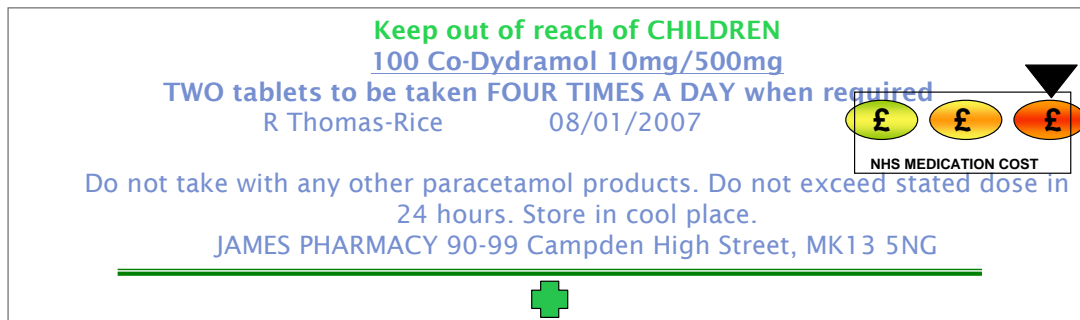 Keep out of reach of CHILDREN
100 Co-Dydramol 10mg/500mg
TWO tablets to be taken FOUR TIMES A DAY when required
R Thomas-Rice 08/01/2007
£ £ £
NHS MEDICATION COST
Do not take with any other paracetamol products. Do not exceed stated dose in
24 hours. Store in cool place.
JAMES PHARMACY 90-99 Campden High Street, MK13 5NG